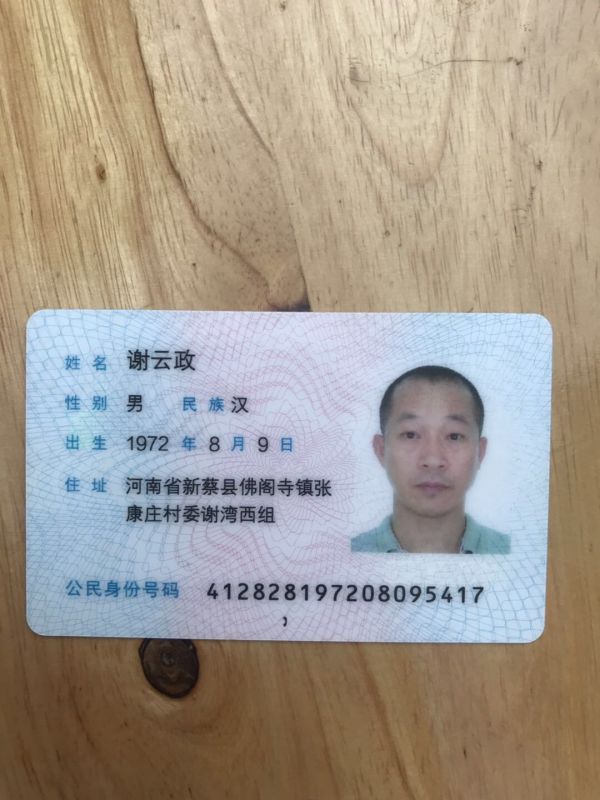 姓名 谢云政
性别 男 民族 汉
出生 1972 年 8 月 9 日
住址 河南省新蔡县佛阁寺镇张
康庄村委谢湾西组
公民身份号码 412828197208095417